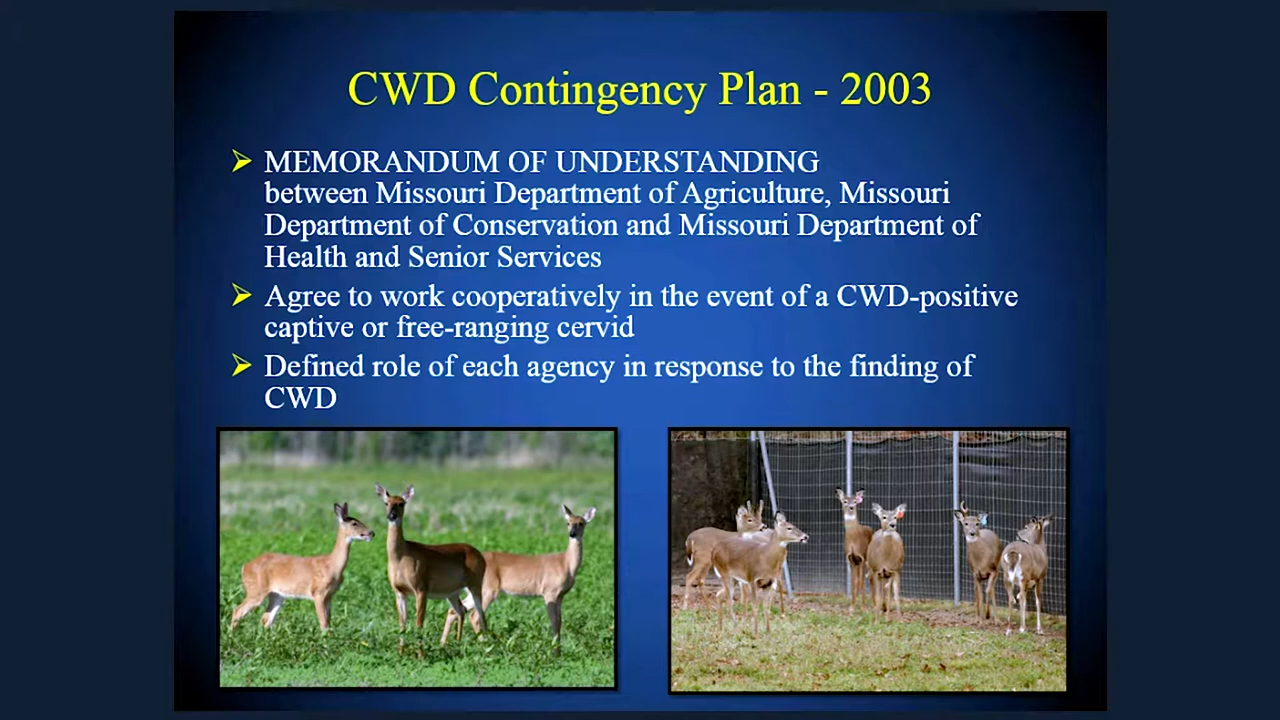 CWD Contingency Plan - 2003
MEMORANDUM OF UNDERSTANDING
between Missouri Department of Agriculture, Missouri
Department of Conservation and Missouri Department of
Health and Senior Services
Agree to work cooperatively in the event of a CWD-positive
captive or free-ranging cervid
Defined role of each agency in response to the finding of
CWD